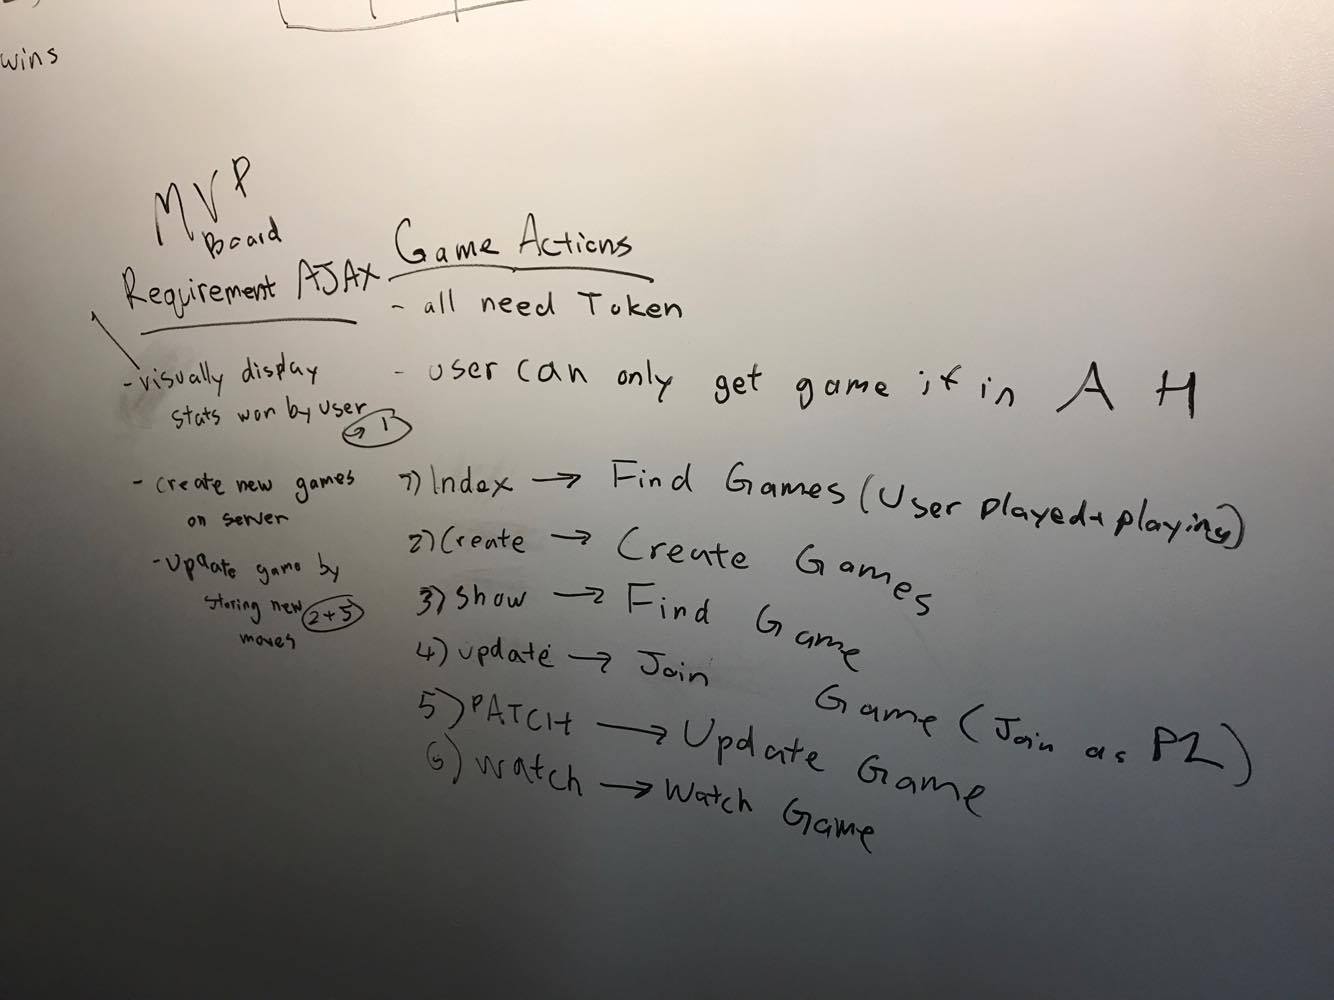 wins
MVP
Board
Requirement AJAX
- visually display
stats won by user
→ 1
- create new games
on server
- update game by
storing new
moves
2+5
Game Actions
- all need Token
- user can only get game if in A H
1) Index → Find Games (User played + playing)
2) Create → Create Games
3) Show → Find Game
4) update → Join Game (Join as P2)
5) PATCH → Update Game
6) Watch → Watch Game